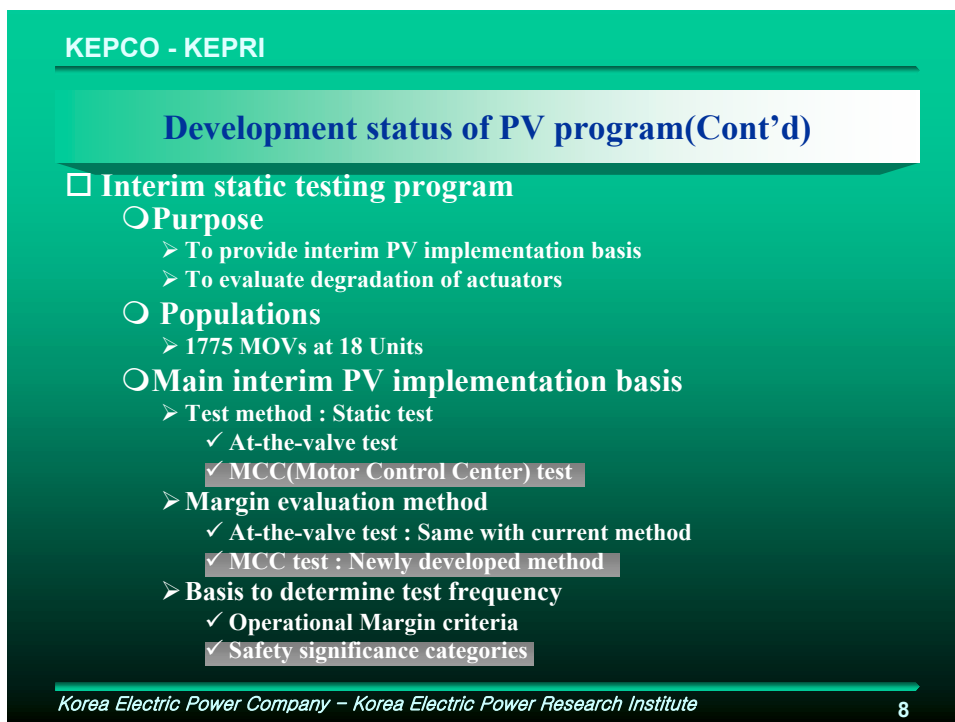 KEPCO - KEPRI
Development status of PV program(Cont’d)
Interim static testing program
Purpose
To provide interim PV implementation basis
To evaluate degradation of actuators
Populations
1775 MOVs at 18 Units
Main interim PV implementation basis
Test method : Static test
At-the-valve test
MCC(Motor Control Center) test
Margin evaluation method
At-the-valve test : Same with current method
MCC test : Newly developed method
Basis to determine test frequency
Operational Margin criteria
Safety significance categories
Korea Electric Power Company – Korea Electric Power Research Institute
8